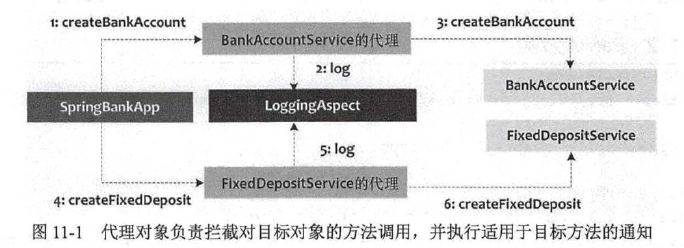 1: createBankAccount
3: createBankAccount
BankAccountService的代理
2: log
BankAccountService
SpringBankApp
LoggingAspect
FixedDepositService
5: log
FixedDepositService的代理
4: createFixedDeposit
6: createFixedDeposit
图 11-1 代理对象负责拦截对目标对象的方法调用，并执行适用于目标方法的通知